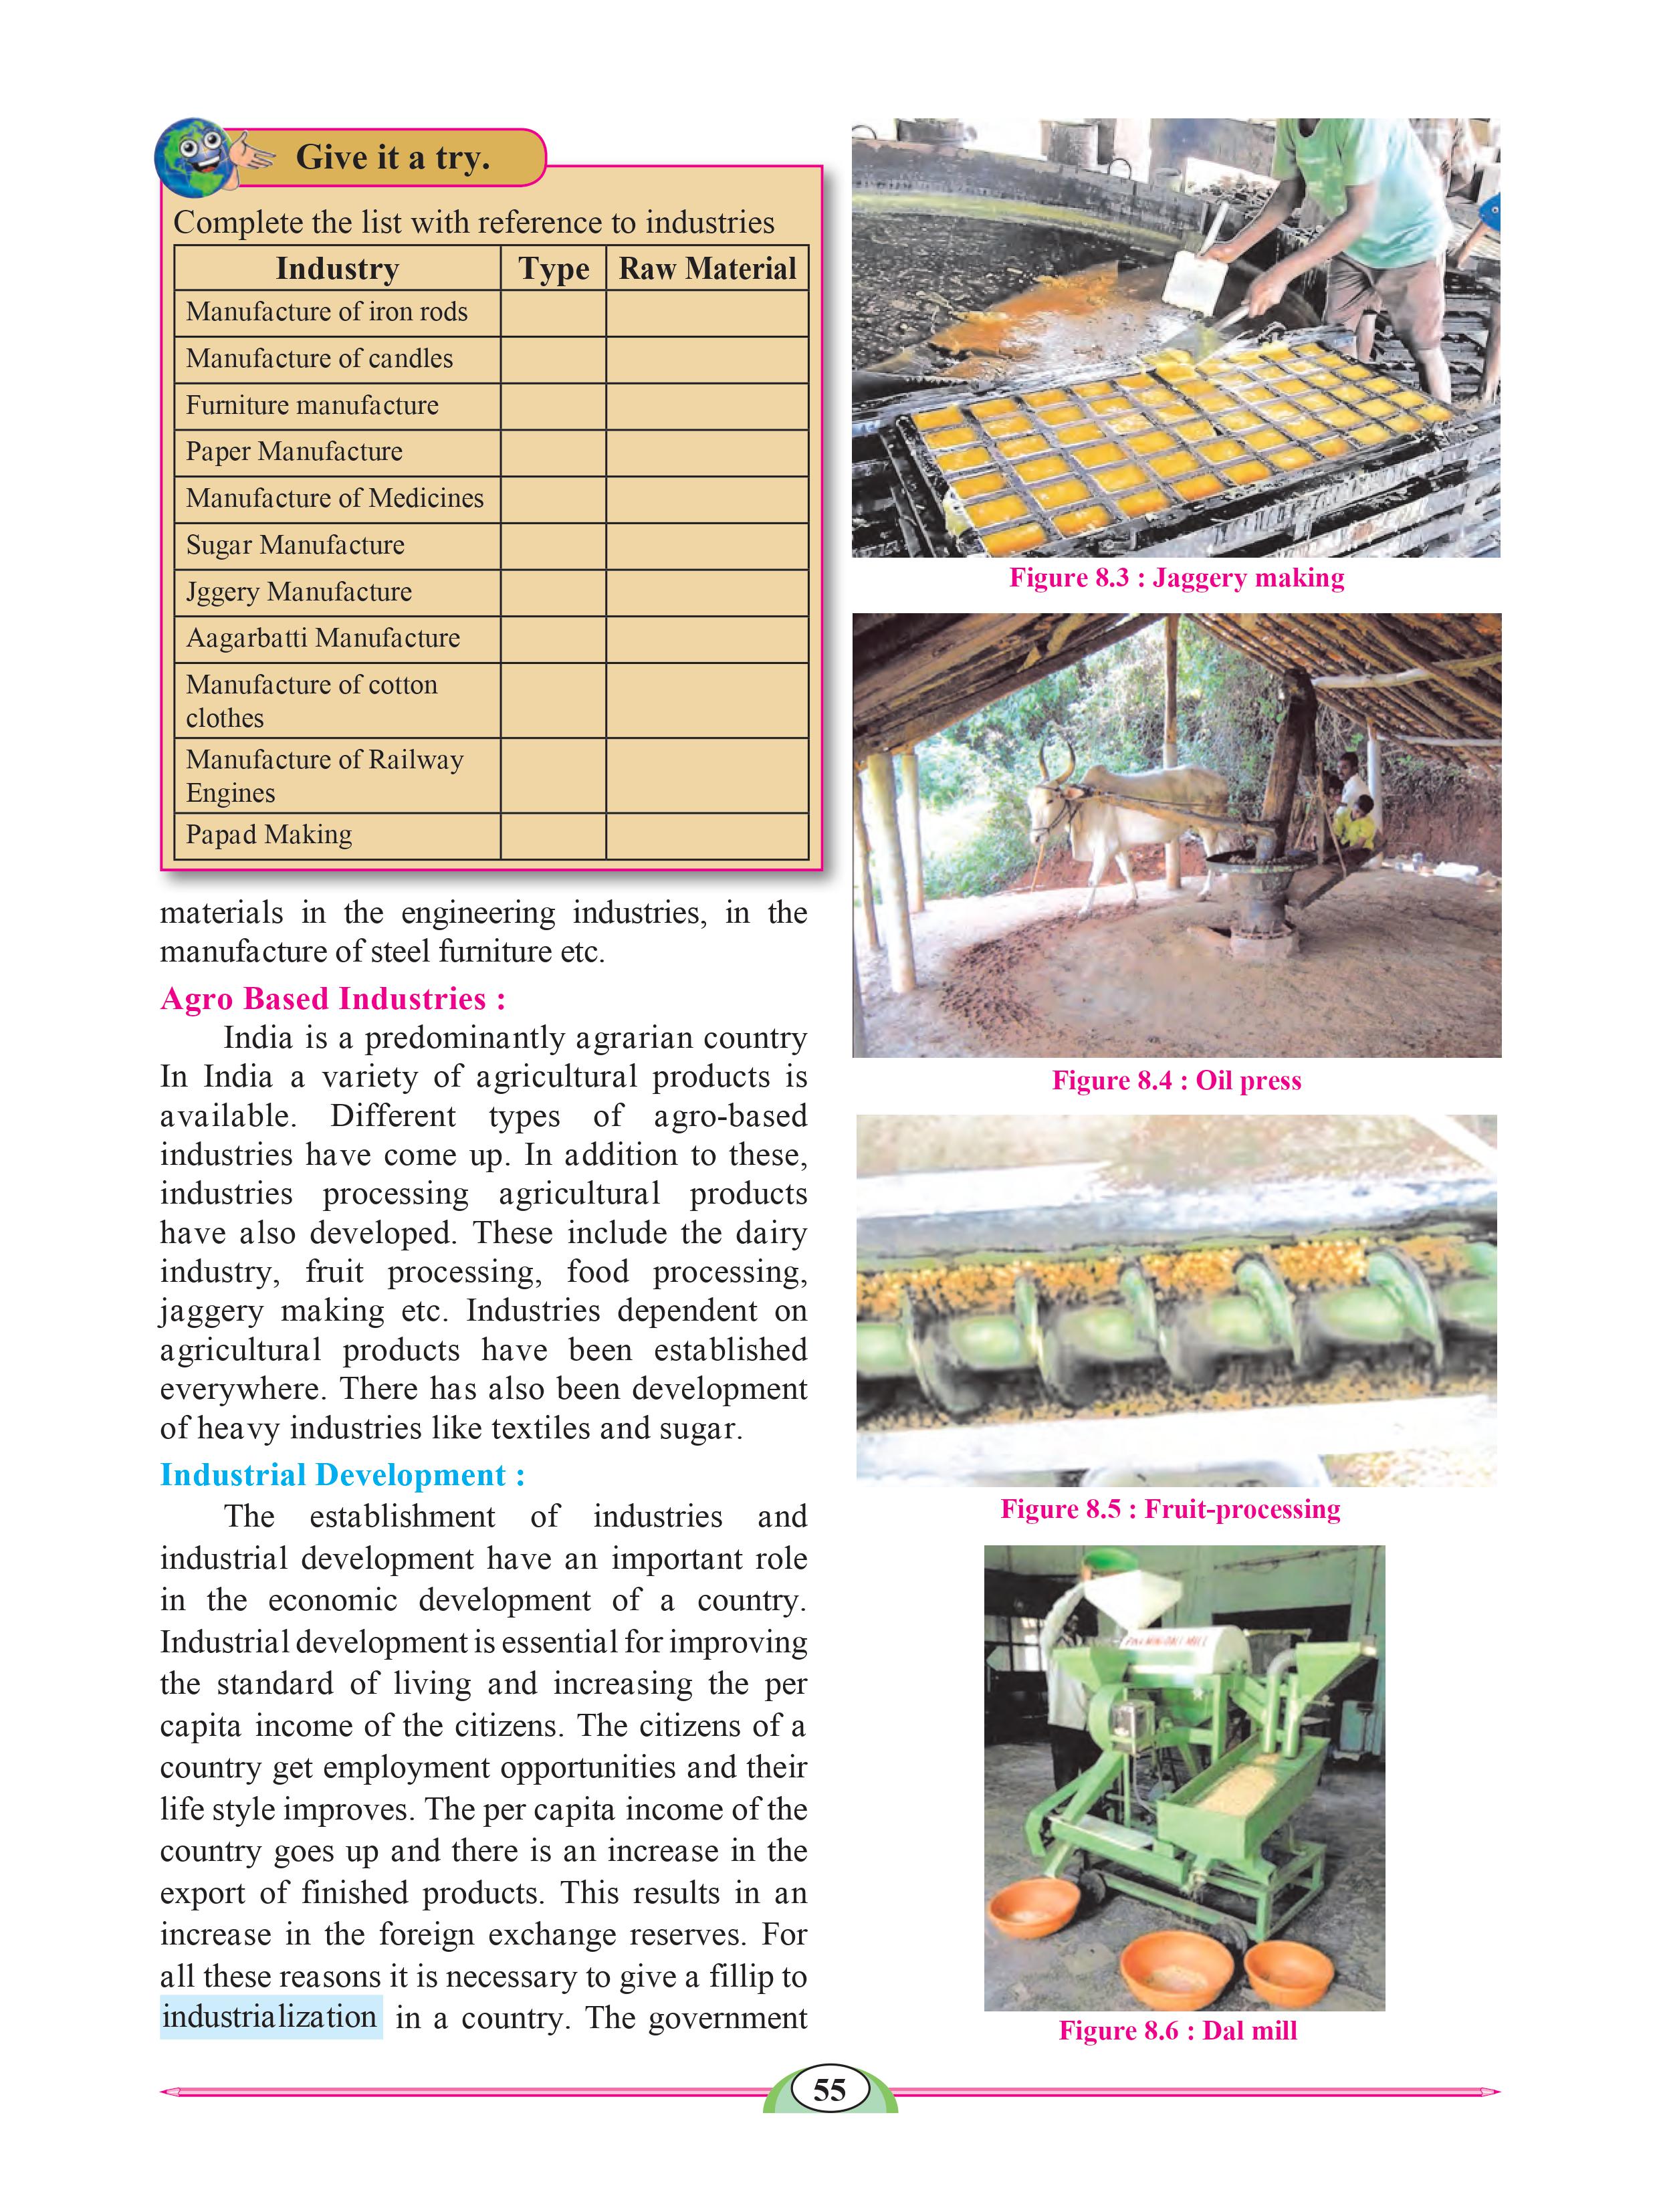 Give it a try.
Complete the list with reference to industries
Industry Type Raw Material
Manufacture of iron rods
Manufacture of candles
Furniture manufacture
Paper Manufacture
Manufacture of Medicines
Sugar Manufacture
Jggery Manufacture
Aagarbatti Manufacture
Manufacture of cotton
clothes
Manufacture of Railway
Engines
Papad Making
materials in the engineering industries, in the
manufacture of steel furniture etc.
Agro Based Industries :
India is a predominantly agrarian country
In India a variety of agricultural products is
available. Different types of agro-based
industries have come up. In addition to these,
industries processing agricultural products
have also developed. These include the dairy
industry, fruit processing, food processing,
jaggery making etc. Industries dependent on
agricultural products have been established
everywhere. There has also been development
of heavy industries like textiles and sugar.
Industrial Development :
The establishment of industries and
industrial development have an important role
in the economic development of a country.
Industrial development is essential for improving
the standard of living and increasing the per
capita income of the citizens. The citizens of a
country get employment opportunities and their
life style improves. The per capita income of the
country goes up and there is an increase in the
export of finished products. This results in an
increase in the foreign exchange reserves. For
all these reasons it is necessary to give a fillip to
industrialization in a country. The government
Figure 8.3 : Jaggery making
Figure 8.4 : Oil press
Figure 8.5 : Fruit-processing
MINI DALL MILL
Figure 8.6 : Dal mill
55